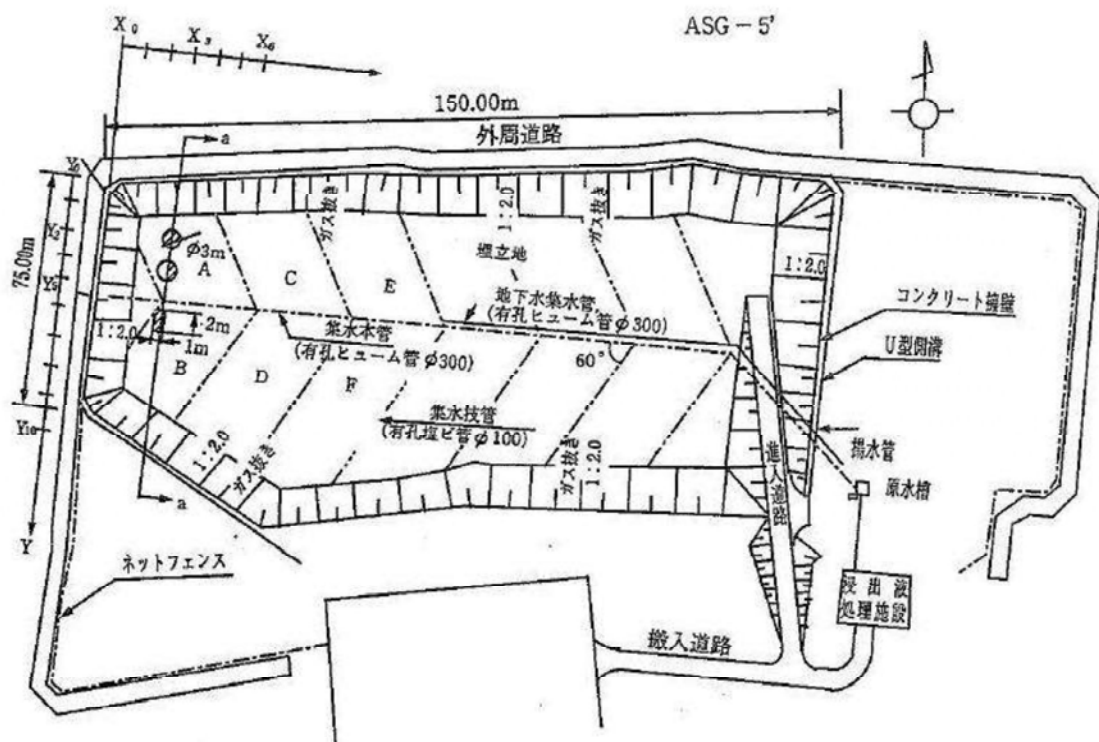 ASG－5'
X₀
X₃
X₆
150.00m
外周道路
a
Y₀
Y₃
Y₅
Y₁₀
Y
75.00m
ガス抜き
1：2.0
ガス抜き
φ3m
A
C
E
埋立地
1：2.0
地下水集水管
(有孔ヒューム管φ300)
コンクリート擁壁
1：2.0
2m
1m
集水本管
(有孔ヒューム管φ300)
60°
U型側溝
B
D
F
集水技管
(有孔塩ビ管φ100)
1：2.0
ガス抜き
ガス抜き
1：2.0
進入道路
揚水管
原水槽
a
ネットフェンス
浸出液
処理施設
搬入道路